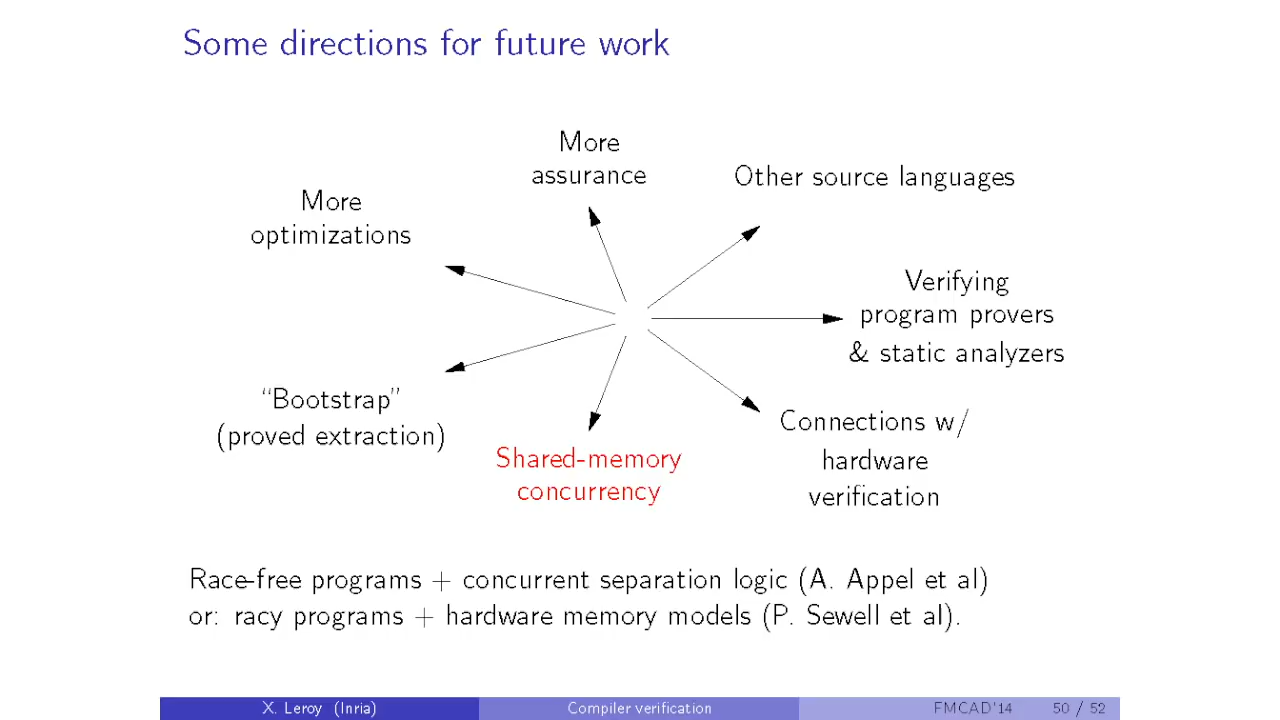 Some directions for future work
More
assurance
Other source languages
More
optimizations
Verifying
program provers
& static analyzers
“Bootstrap”
(proved extraction)
Connections w/
hardware
verification
Shared-memory
concurrency
Race-free programs + concurrent separation logic (A. Appel et al)
or: racy programs + hardware memory models (P. Sewell et al).
X. Leroy (Inria) Compiler verification FMCAD'14 50 / 52